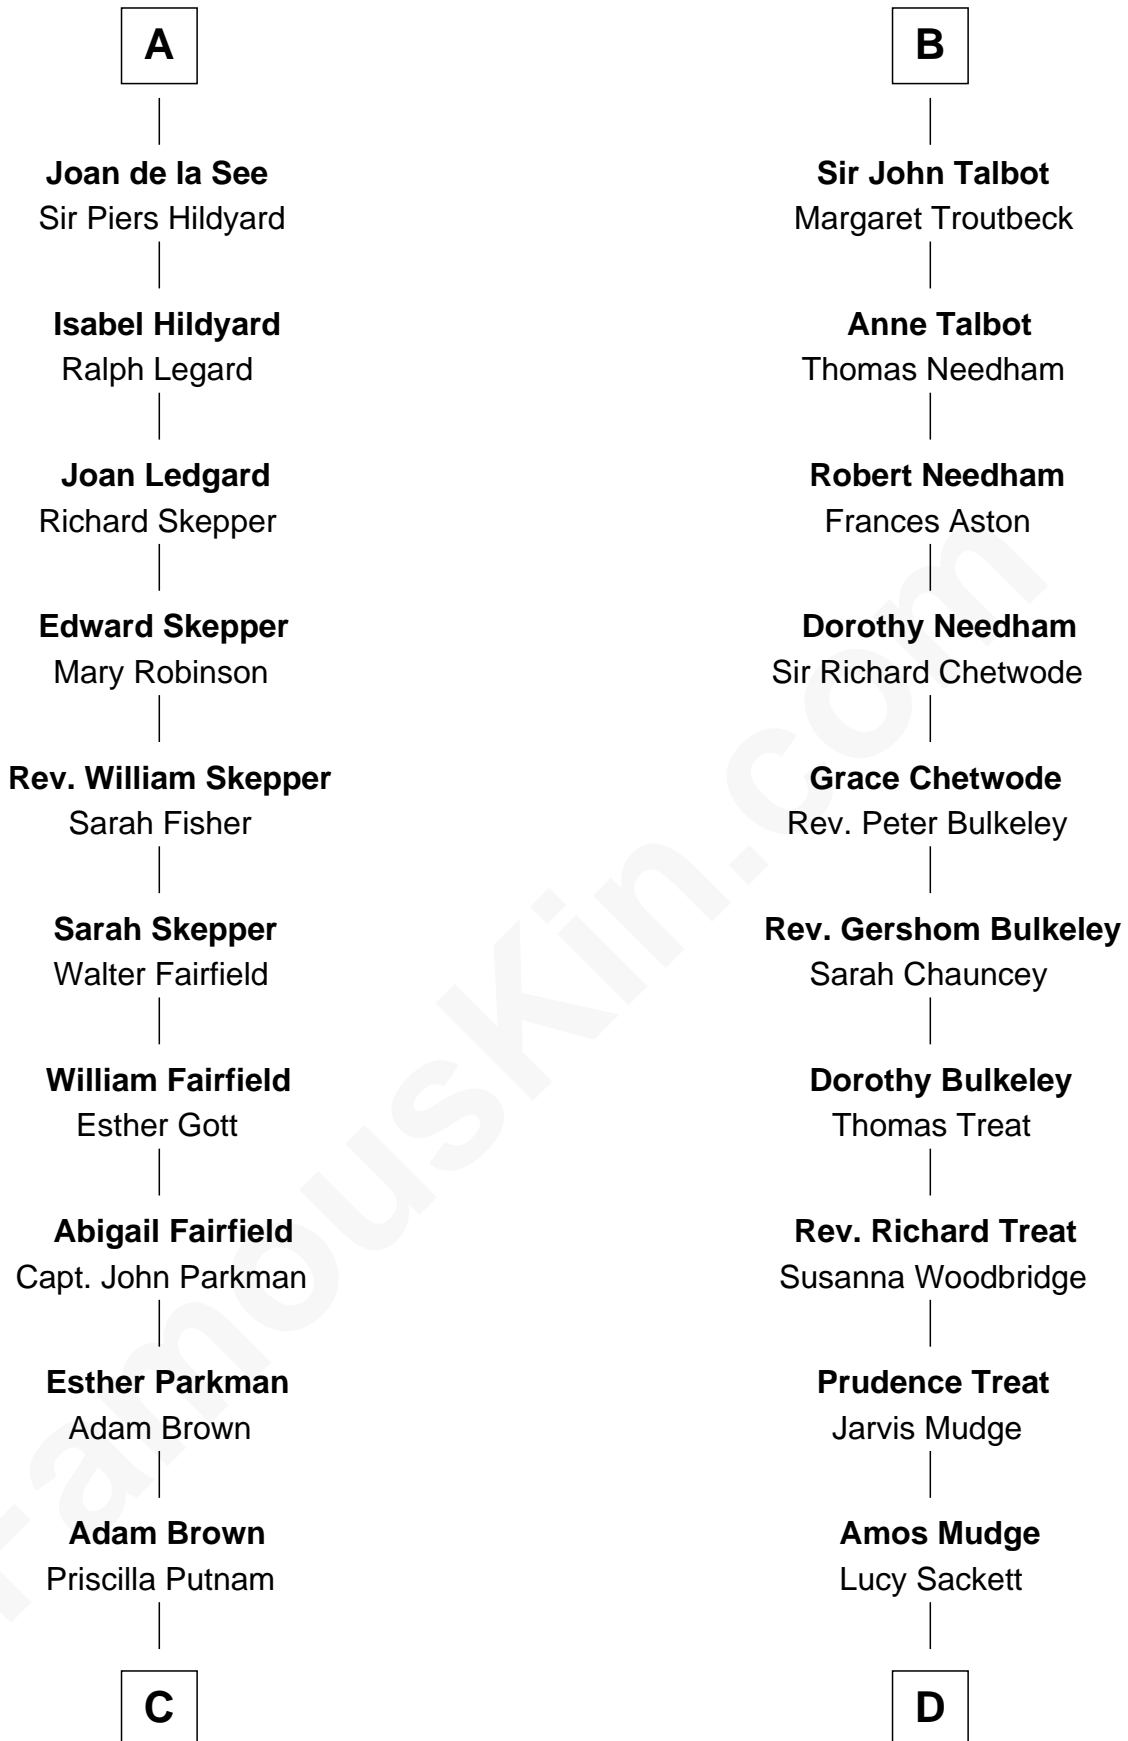 A
Joan de la See
Sir Piers Hildyard
Isabel Hildyard
Ralph Legard
Joan Ledgard
Richard Skepper
Edward Skepper
Mary Robinson
Rev. William Skepper
Sarah Fisher
Sarah Skepper
Walter Fairfield
William Fairfield
Esther Gott
Abigail Fairfield
Capt. John Parkman
Esther Parkman
Adam Brown
Adam Brown
Priscilla Putnam
C
B
Sir John Talbot
Margaret Troutbeck
Anne Talbot
Thomas Needham
Robert Needham
Frances Aston
Dorothy Needham
Sir Richard Chetwode
Grace Chetwode
Rev. Peter Bulkeley
Rev. Gershom Bulkeley
Sarah Chauncey
Dorothy Bulkeley
Thomas Treat
Rev. Richard Treat
Susanna Woodbridge
Prudence Treat
Jarvis Mudge
Amos Mudge
Lucy Sackett
D
FamousKin.com